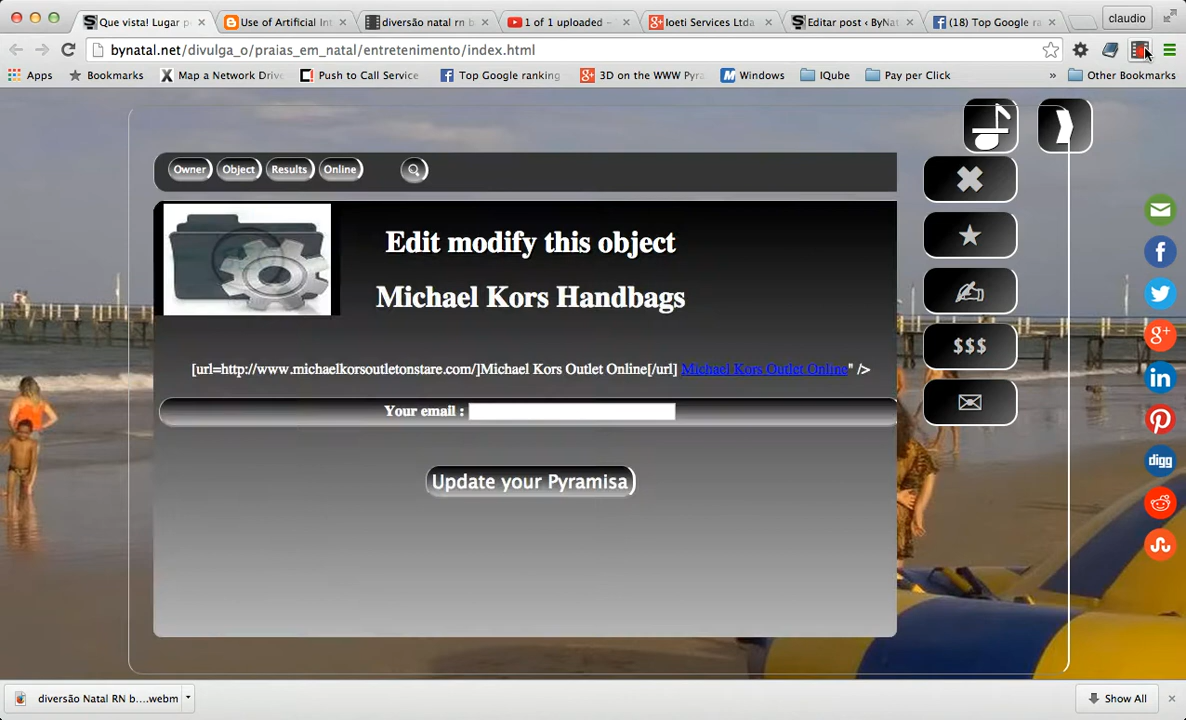 Que vista! Lugar p
Use of Artificial Int
diversão natal rn b
1 of 1 uploaded –
loeti Services Ltda
Editar post ‹ ByNat
(18) Top Google ra
claudio
bynatal.net/divulga_o/praias_em_natal/entretenimento/index.html
Apps
Bookmarks
Map a Network Drive
Push to Call Service
Top Google ranking
3D on the WWW Pyra
Windows
IQube
Pay per Click
»
Other Bookmarks
Owner
Object
Results
Online
Edit modify this object
Michael Kors Handbags
[url=http://www.michaelkorsoutletonstare.com/]Michael Kors Outlet Online[/url] Michael Kors Outlet Online" />
Your email :
Update your Pyramisa
$$$
digg
diversão Natal RN b....webm
Show All